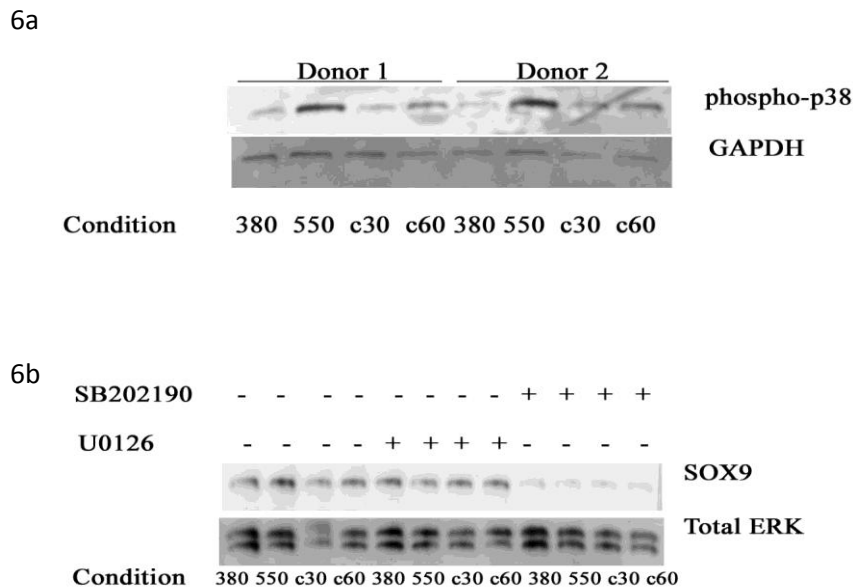 6a
Donor 1 Donor 2
phospho-p38
GAPDH
Condition 380 550 c30 c60 380 550 c30 c60
6b
SB202190 - - - - - - - - + + + +
U0126 - - - - + + + + - - - -
SOX9
Total ERK
Condition 380 550 c30 c60 380 550 c30 c60 380 550 c30 c60